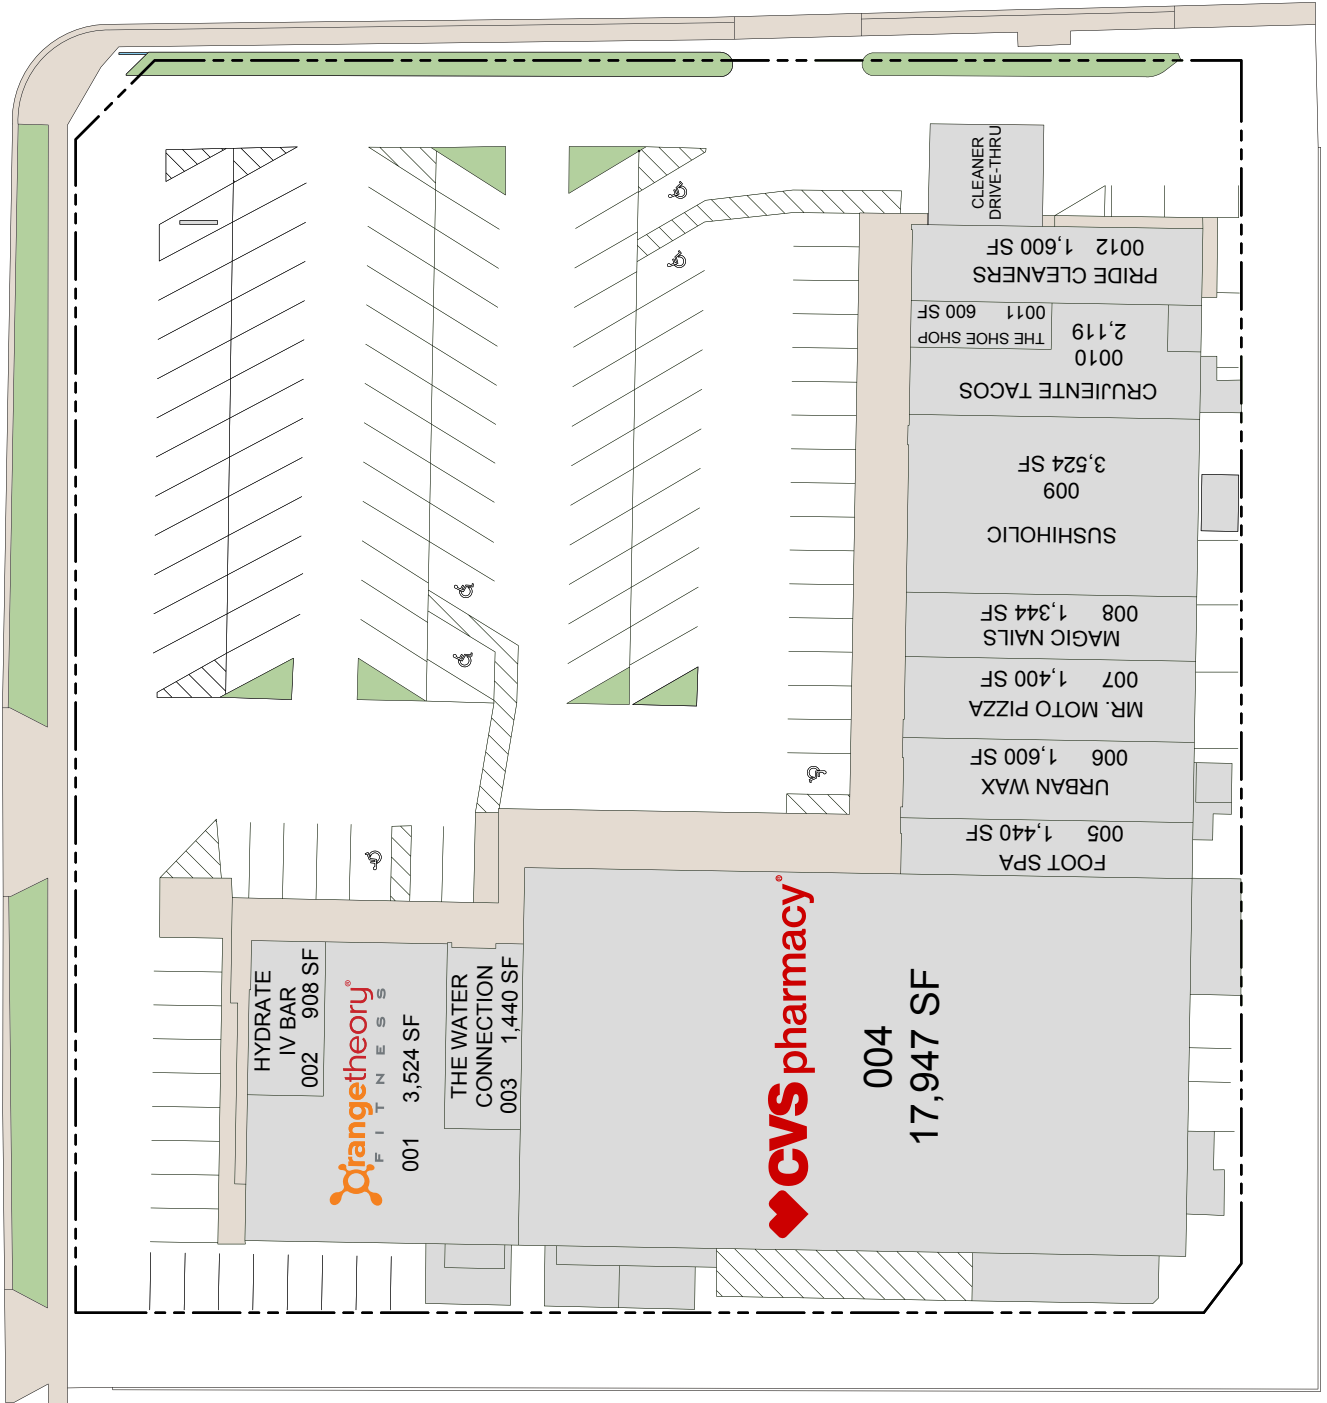 CLEANER
DRIVE-THRU
0012 1,600 SF
PRIDE CLEANERS
0011 600 SF
THE SHOE SHOP
2,119
0010
CRUJIENTE TACOS
3,524 SF
009
SUSHIHOLIC
008 1,344 SF
MAGIC NAILS
007 1,400 SF
MR. MOTO PIZZA
006 1,600 SF
URBAN WAX
005 1,440 SF
FOOT SPA
HYDRATE
IV BAR
002 908 SF
Orangetheory®
FITNESS
001 3,524 SF
THE WATER
CONNECTION
003 1,440 SF
CVS pharmacy®
004
17,947 SF